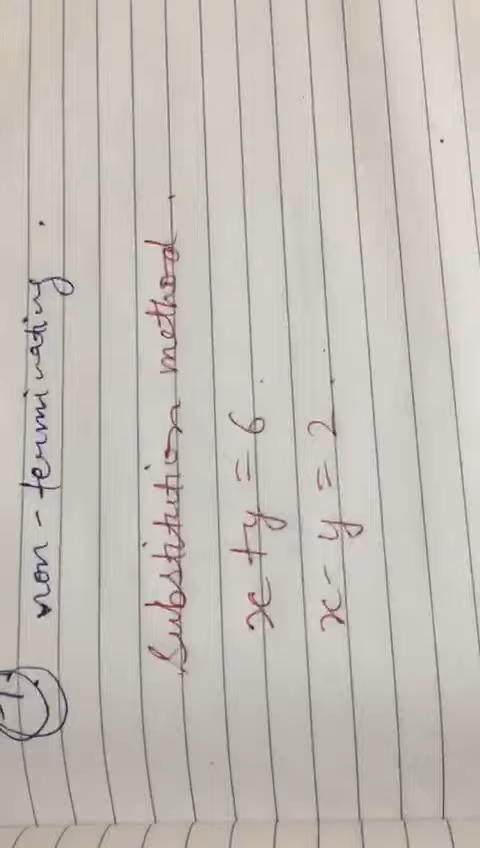 non-terminating.
Substitution method.
x + y = 6.
x - y = 2.